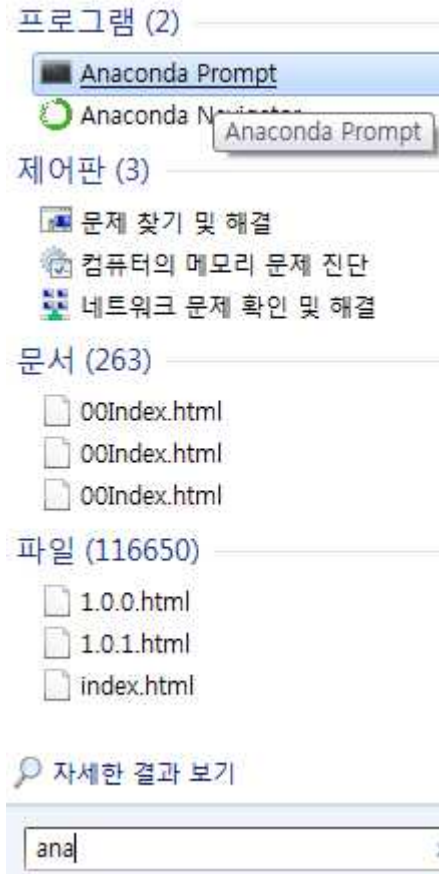 프로그램 (2)
Anaconda Prompt
Anaconda Navigator
Anaconda Prompt
제어판 (3)
문제 찾기 및 해결
컴퓨터의 메모리 문제 진단
네트워크 문제 확인 및 해결
문서 (263)
00Index.html
00Index.html
00Index.html
파일 (116650)
1.0.0.html
1.0.1.html
index.html
자세한 결과 보기
ana